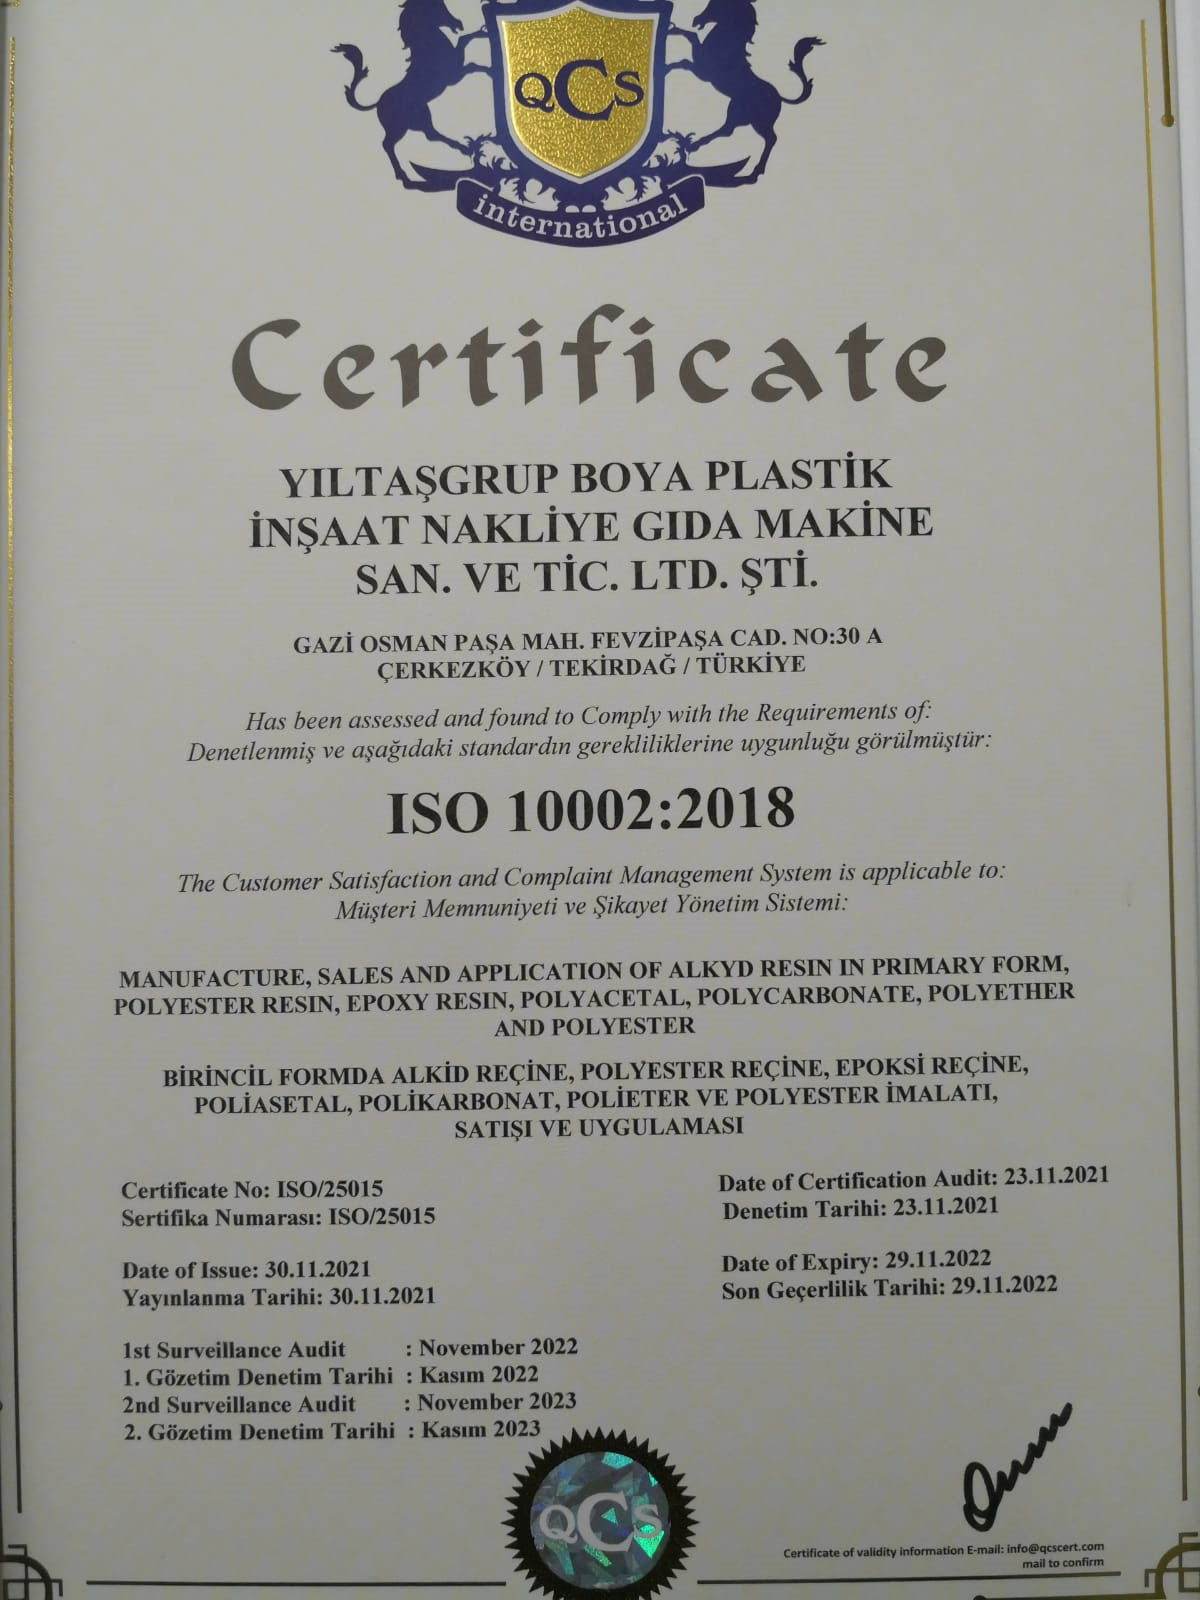 QCS
international
Certificate
YILTAŞGRUP BOYA PLASTİK
İNŞAAT NAKLİYE GIDA MAKİNE
SAN. VE TİC. LTD. ŞTİ.
GAZİ OSMAN PAŞA MAH. FEVZİPAŞA CAD. NO:30 A
ÇERKEZKÖY / TEKİRDAĞ / TÜRKİYE
Has been assessed and found to Comply with the Requirements of:
Denetlenmiş ve aşağıdaki standardın gerekliliklerine uygunluğu görülmüştür:
ISO 10002:2018
The Customer Satisfaction and Complaint Management System is applicable to:
Müşteri Memnuniyeti ve Şikayet Yönetim Sistemi:
MANUFACTURE, SALES AND APPLICATION OF ALKYD RESIN IN PRIMARY FORM,
POLYESTER RESIN, EPOXY RESIN, POLYACETAL, POLYCARBONATE, POLYETHER
AND POLYESTER
BİRİNCİL FORMDA ALKİD REÇİNE, POLYESTER REÇİNE, EPOKSİ REÇİNE,
POLİASETAL, POLİKARBONAT, POLİETER VE POLYESTER İMALATI,
SATIŞI VE UYGULAMASI
Certificate No: ISO/25015
Sertifika Numarası: ISO/25015
Date of Certification Audit: 23.11.2021
Denetim Tarihi: 23.11.2021
Date of Issue: 30.11.2021
Yayınlanma Tarihi: 30.11.2021
Date of Expiry: 29.11.2022
Son Geçerlilik Tarihi: 29.11.2022
1st Surveillance Audit : November 2022
1. Gözetim Denetim Tarihi : Kasım 2022
2nd Surveillance Audit : November 2023
2. Gözetim Denetim Tarihi : Kasım 2023
QCS
Certificate of validity information E-mail: info@qcscert.com
mail to confirm